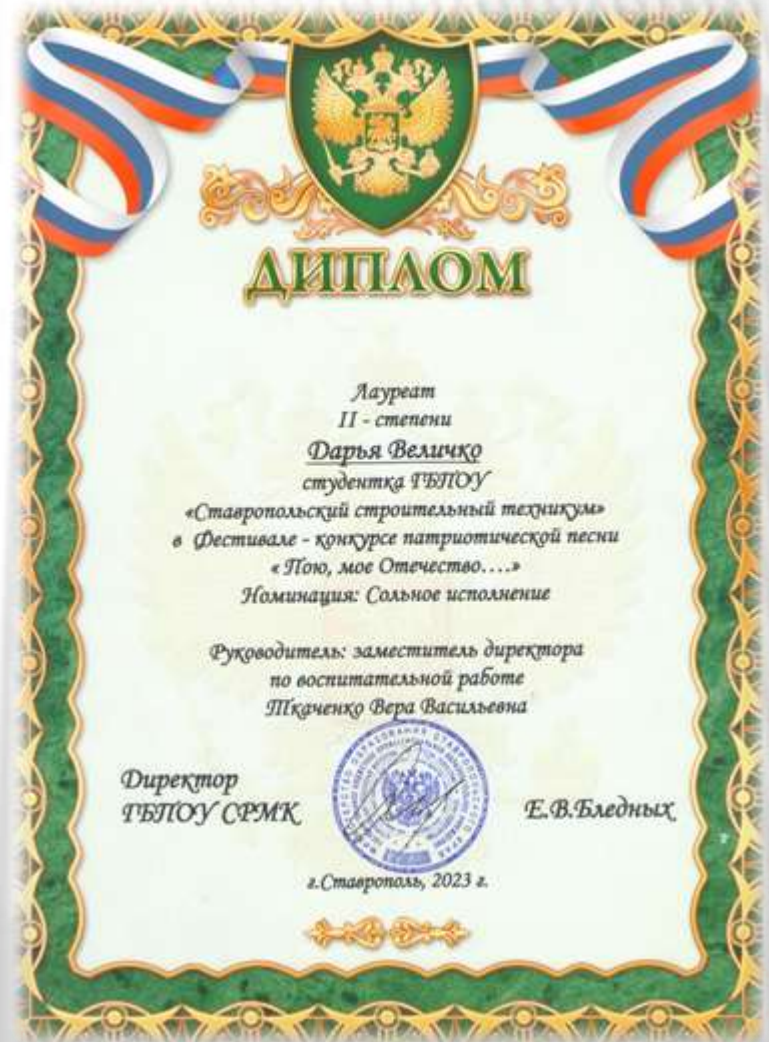 ДИПЛОМ
Лауреат
II - степени
Дарья Величко
студентка ГБПОУ
«Ставропольский строительный техникум»
в Фестивале - конкурсе патриотической песни
« Пою, мое Отечество….»
Номинация: Сольное исполнение
Руководитель: заместитель директора
по воспитательной работе
Ткаченко Вера Васильевна
Директор
ГБПОУ СРМК
Е.В.Бледных
г.Ставрополь, 2023 г.